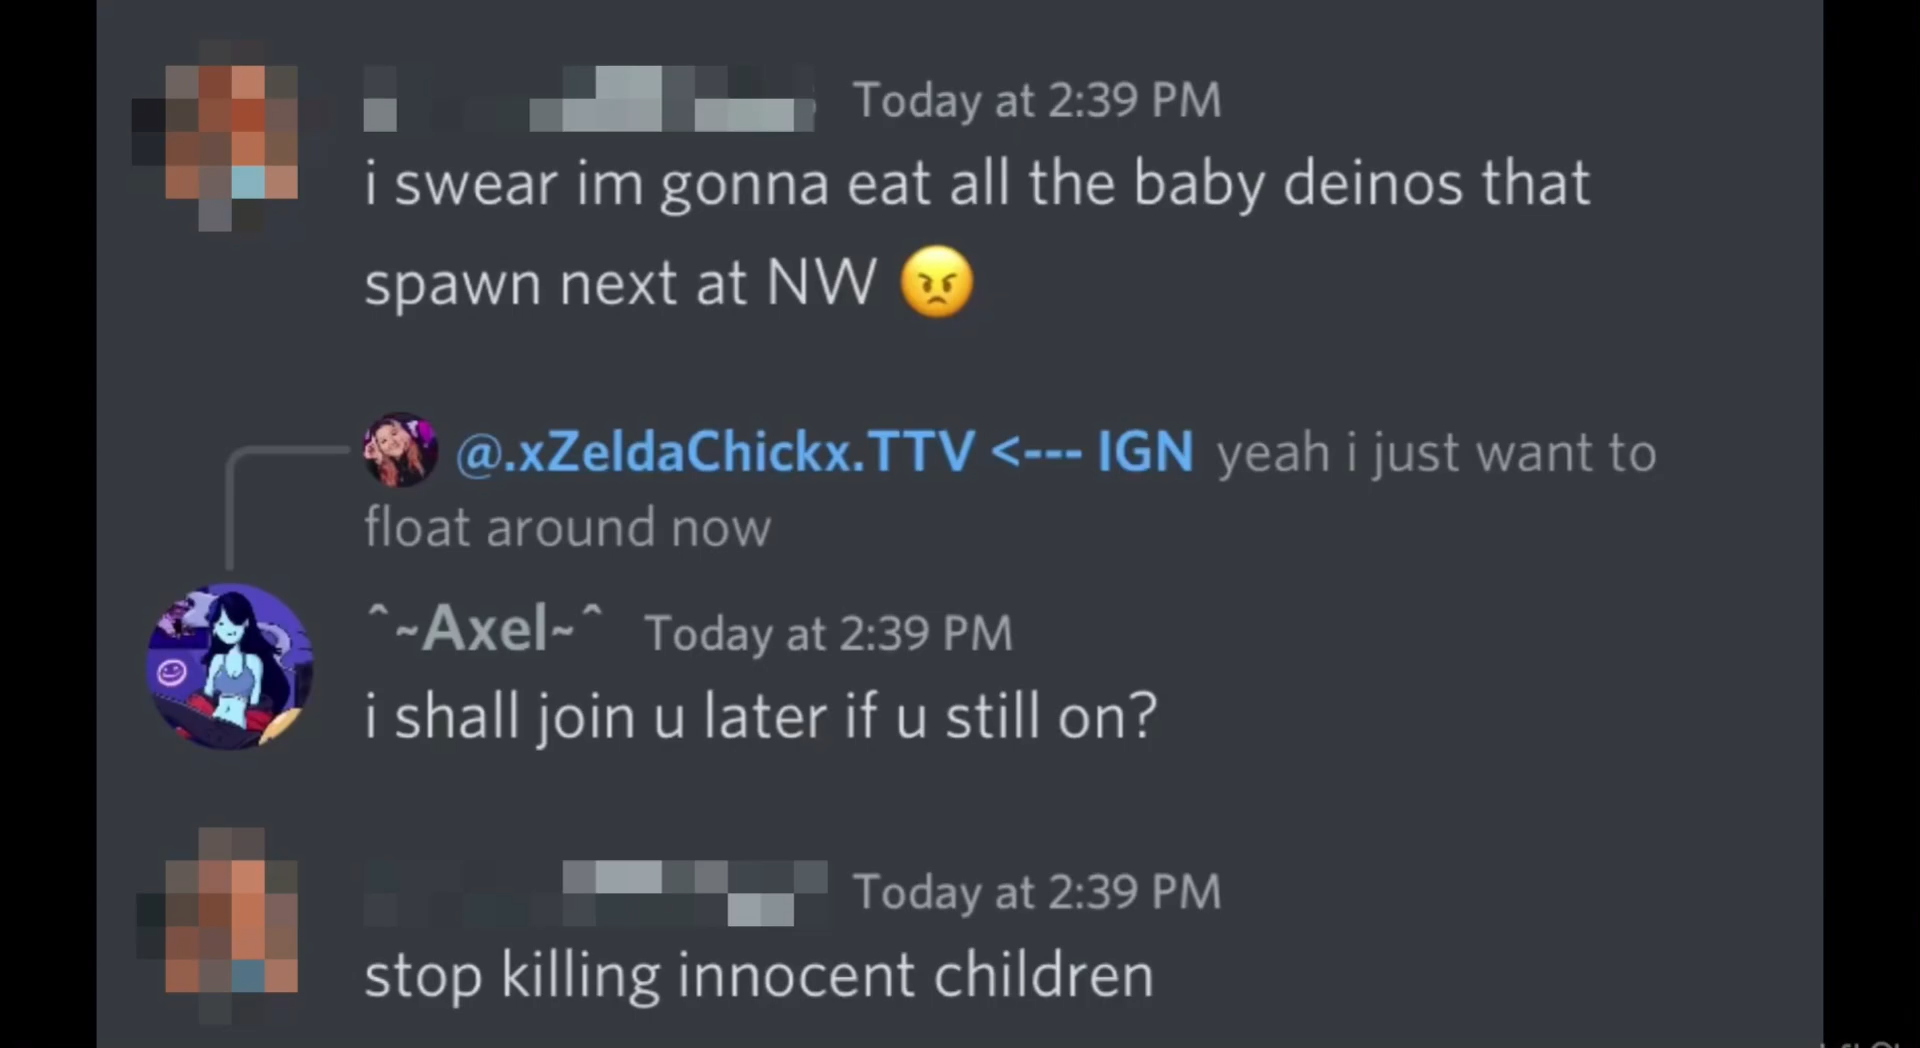 Today at 2:39 PM
i swear im gonna eat all the baby deinos that
spawn next at NW 😠
@.xZeldaChickx.TTV <--- IGN yeah i just want to
float around now
^~Axel~^ Today at 2:39 PM
i shall join u later if u still on?
Today at 2:39 PM
stop killing innocent children